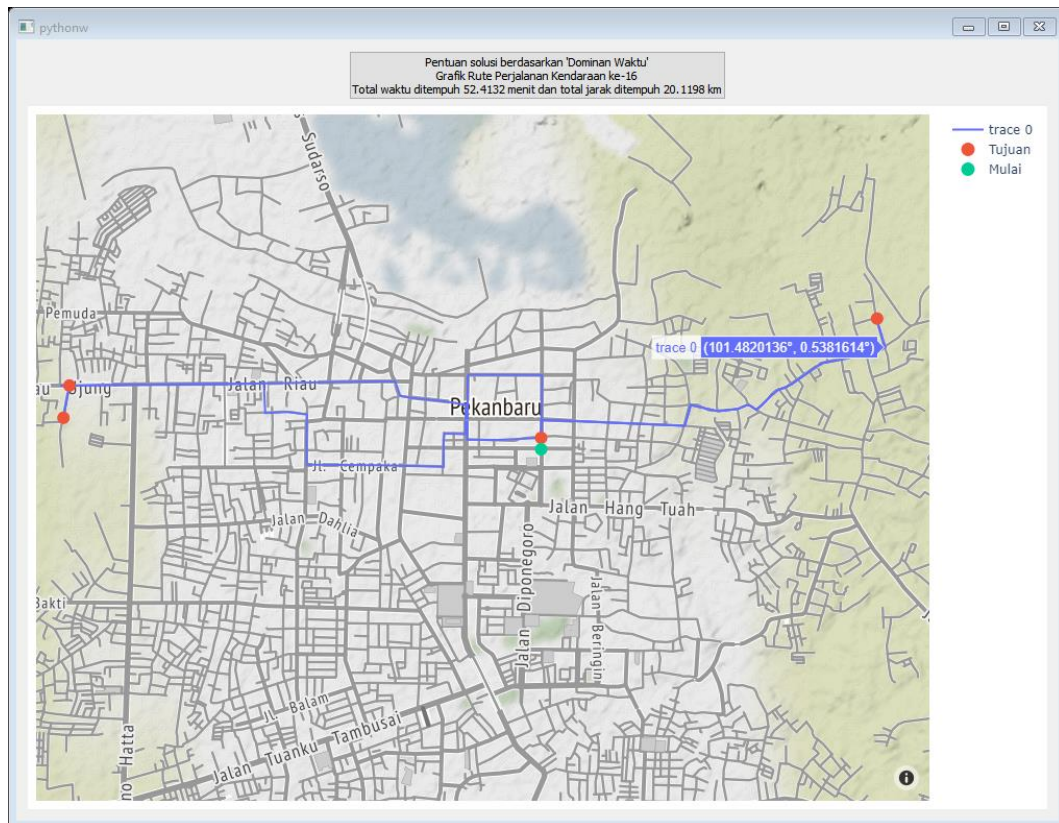 pythonw
Pentuan solusi berdasarkan 'Dominan Waktu'
Grafik Rute Perjalanan Kendaraan ke-16
Total waktu ditempuh 52.4132 menit dan total jarak ditempuh 20.1198 km
trace 0
Tujuan
Mulai
Sudarso
Pemuda
trace 0 (101.4820136°, 0.5381614°)
au Ujung
Jalan Riau
Pekanbaru
Jl. Cempaka
Jalan Hang Tuah
Jalan Dahlia
Jalan Diponegoro
Jalan Beringin
Bakti
Jl. Balam
Jalan Tuanku Tambusai
no Hatta